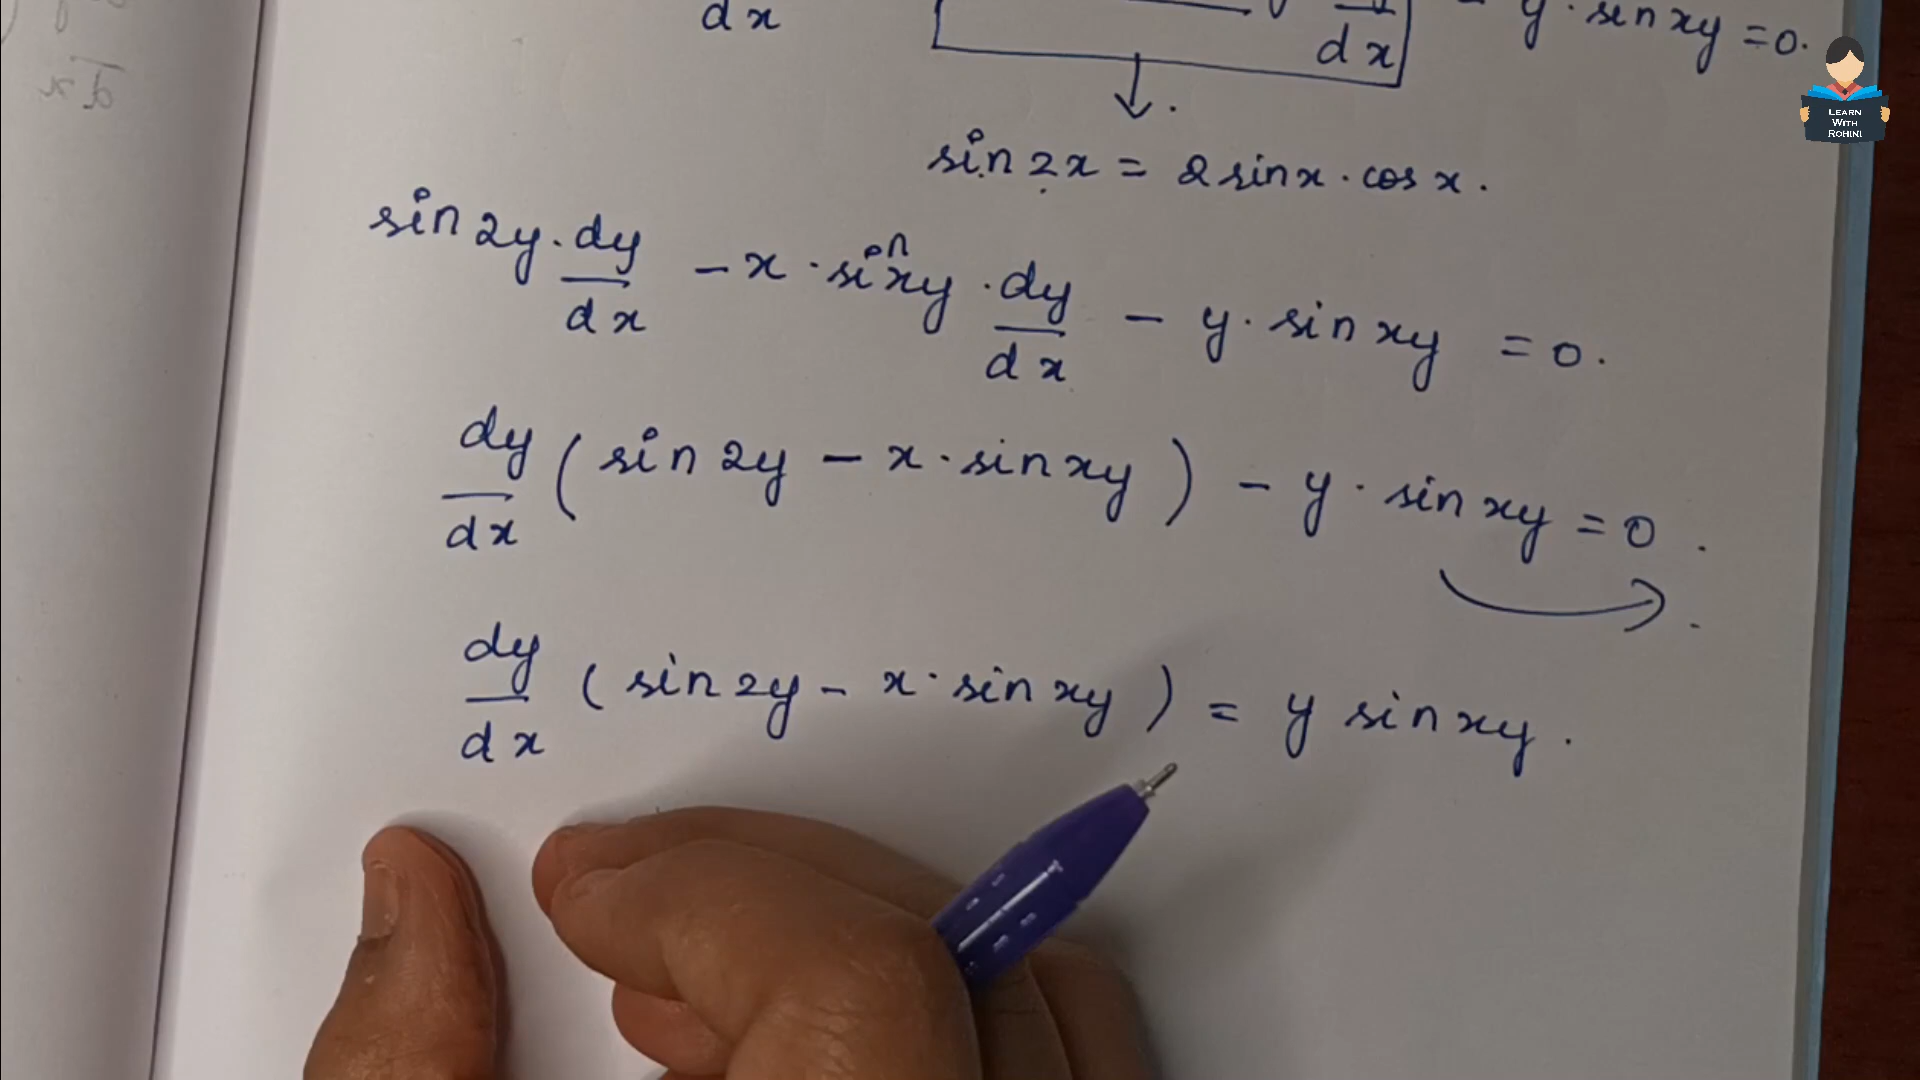 dx dx - y · sin xy = 0.
LEARN
WITH
ROHINI
sin 2x = 2 sin x · cos x.
sin 2y · dy/dx - x · sin xy · dy/dx - y · sin xy = 0.
dy/dx ( sin 2y - x · sin xy ) - y · sin xy = 0.
dy/dx ( sin 2y - x · sin xy ) = y sin xy.